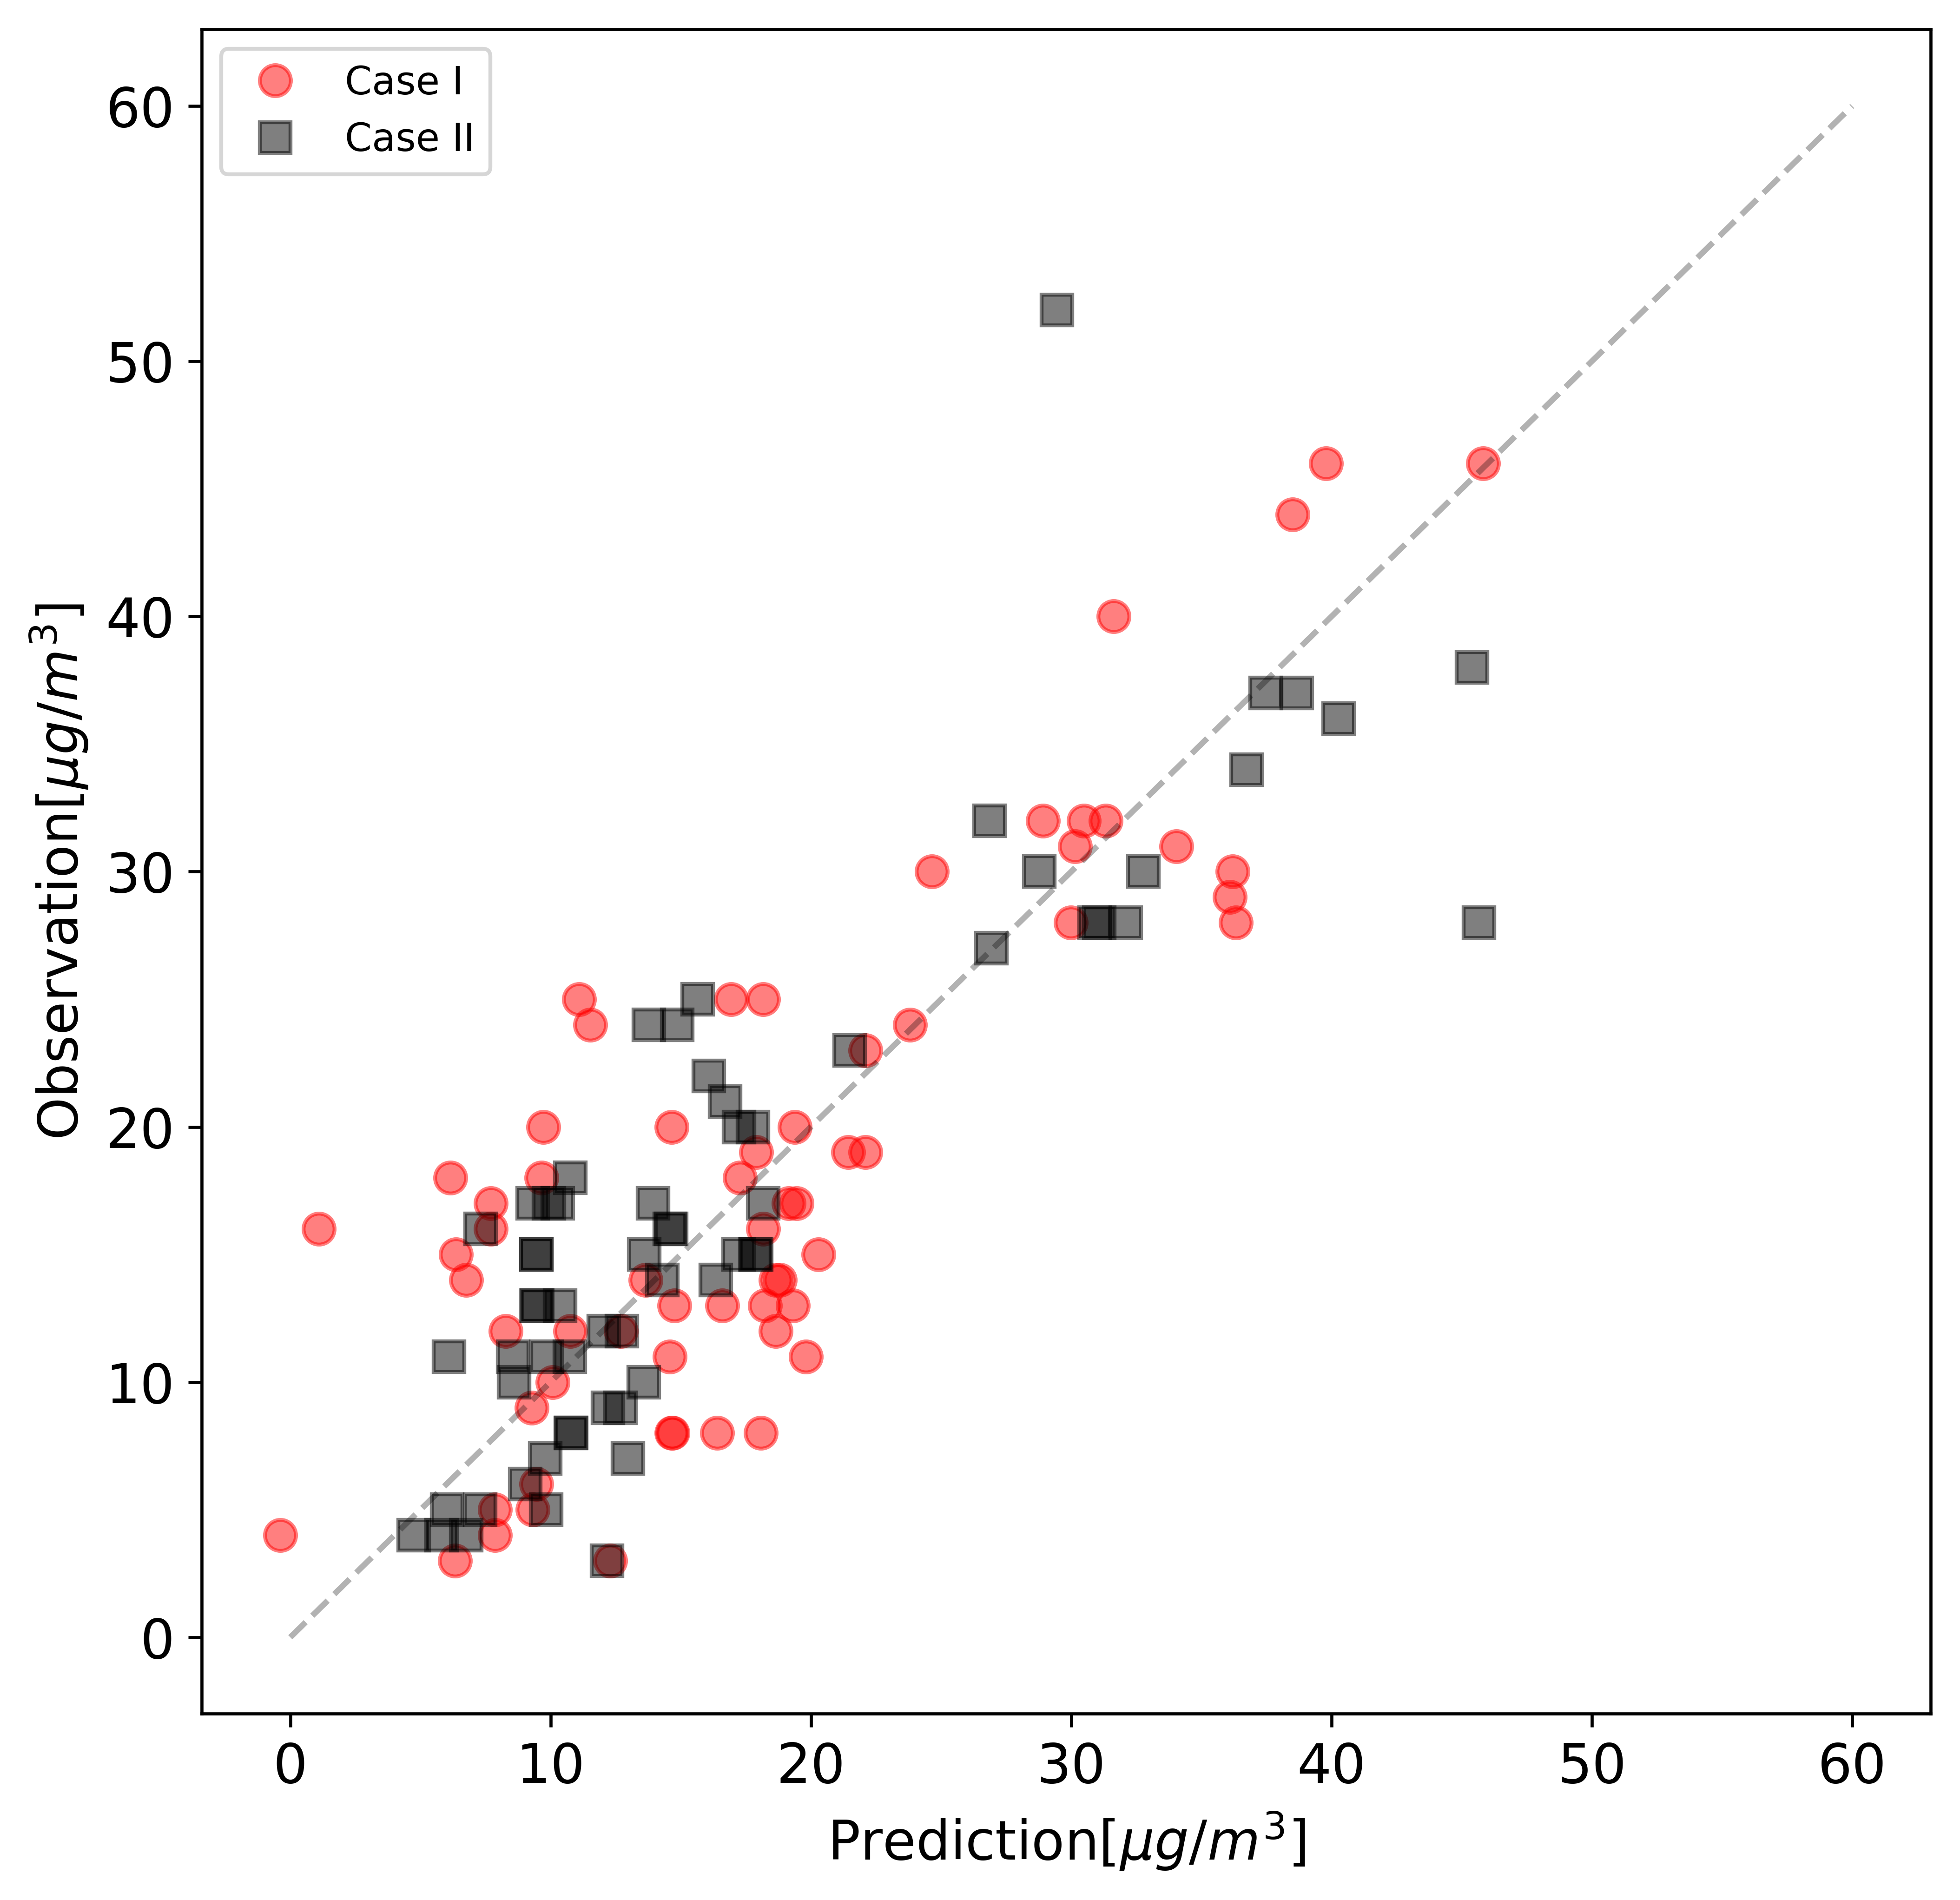 Case I
Case II
60
50
40
30
20
10
0
Observation[μg/m³]
0 10 20 30 40 50 60
Prediction[μg/m³]